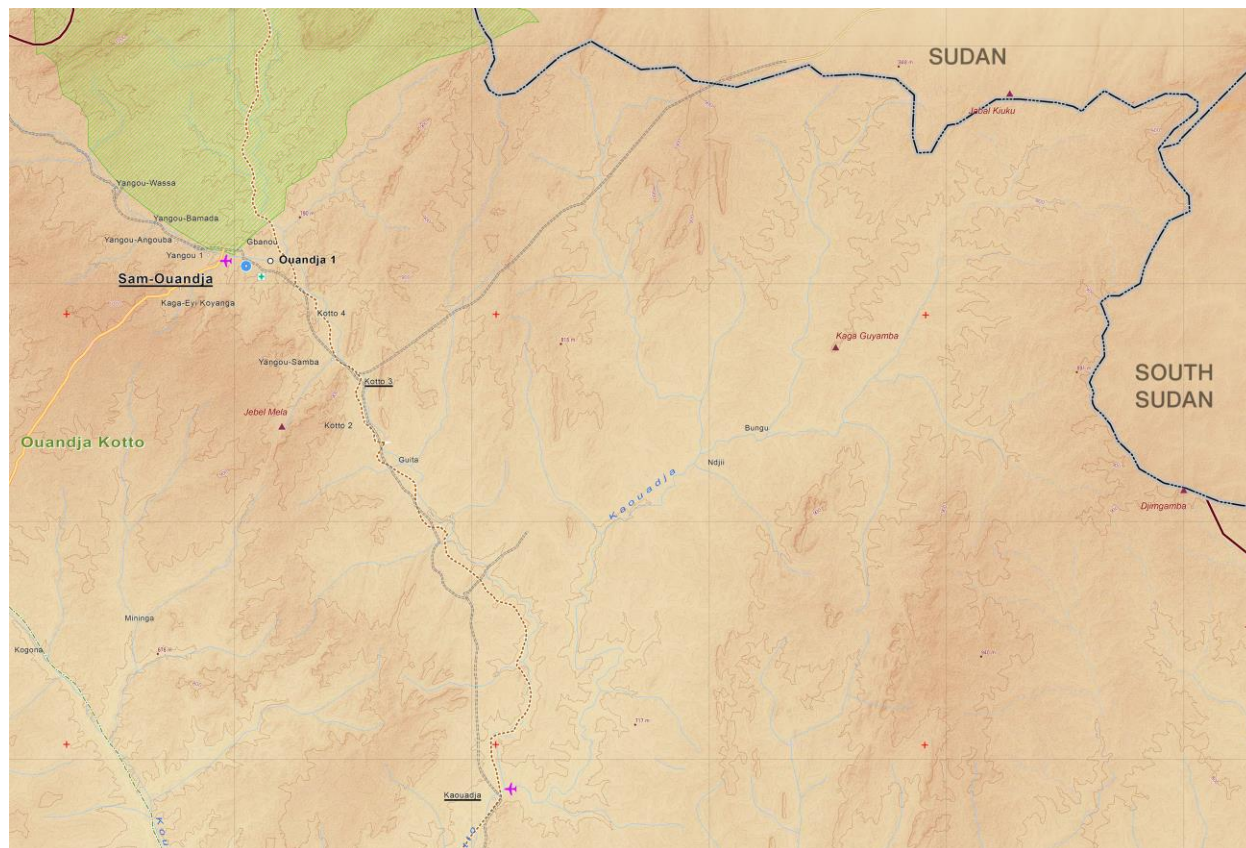 SUDAN
Jabal Kiuku
Yangou-Wassa
Yangou-Bamada
Yangou-Angouba
Gbanou
Yangou 1
Ouandja 1
Sam-Ouandja
Kaga-Eyi Koyanga
Kotto 4
Kaga Guyamba
Yangou-Samba
Kotto 3
SOUTH
SUDAN
Jebel Mela
Kotto 2
Ouandja Kotto
Bungu
Guita
Ndjii
Kaouadja
Djimgamba
Mininga
Kogona
Kaouadja
Kou